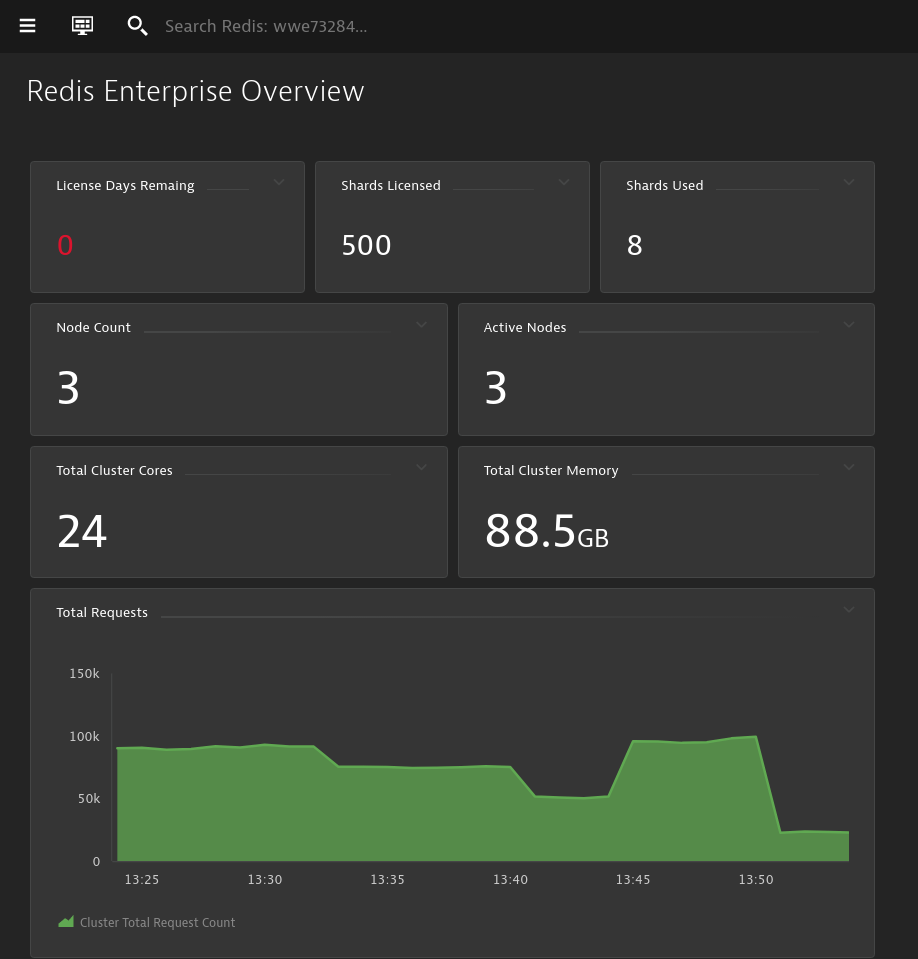 Search Redis: wwe73284...
Redis Enterprise Overview
License Days Remaing
Shards Licensed
Shards Used
0
500
8
Node Count
Active Nodes
3
3
Total Cluster Cores
Total Cluster Memory
24
88.5GB
Total Requests
150k
100k
50k
0
13:25 13:30 13:35 13:40 13:45 13:50
Cluster Total Request Count